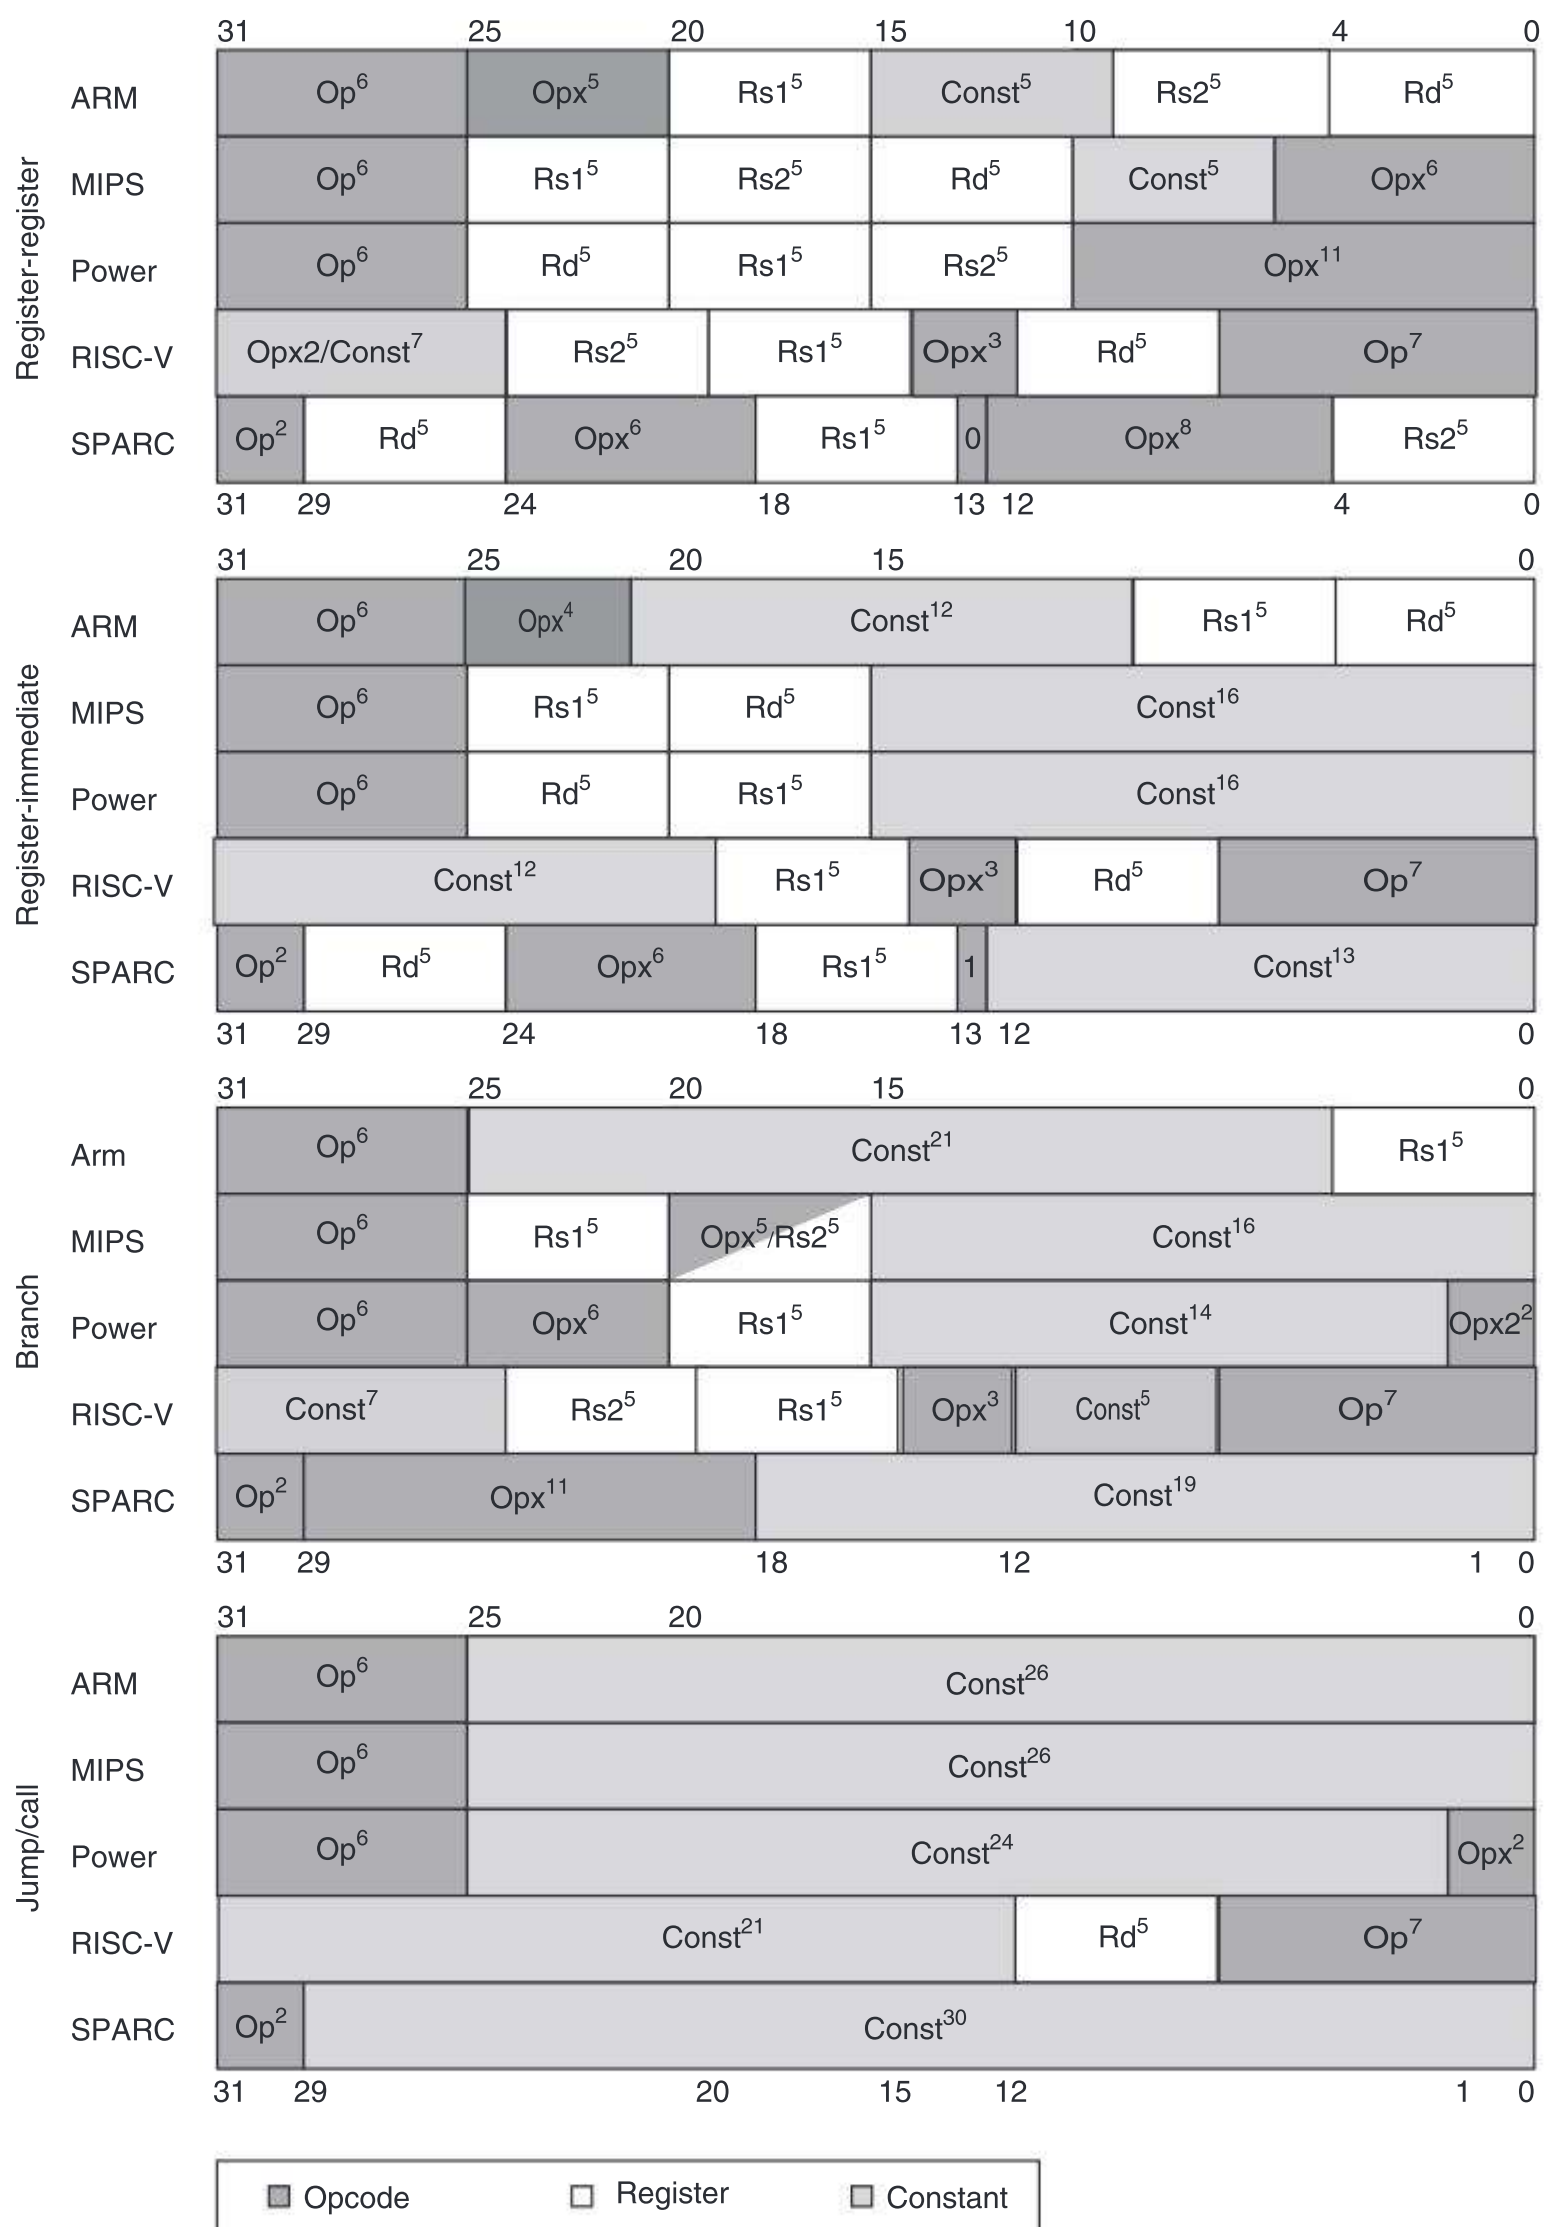 31 25 20 15 10 4 0
Register-register
ARM Op6 Opx5 Rs15 Const5 Rs25 Rd5
MIPS Op6 Rs15 Rs25 Rd5 Const5 Opx6
Power Op6 Rd5 Rs15 Rs25 Opx11
RISC-V Opx2/Const7 Rs25 Rs15 Opx3 Rd5 Op7
SPARC Op2 Rd5 Opx6 Rs15 0 Opx8 Rs25
31 29 24 18 13 12 4 0
31 25 20 15 0
Register-immediate
ARM Op6 Opx4 Const12 Rs15 Rd5
MIPS Op6 Rs15 Rd5 Const16
Power Op6 Rd5 Rs15 Const16
RISC-V Const12 Rs15 Opx3 Rd5 Op7
SPARC Op2 Rd5 Opx6 Rs15 1 Const13
31 29 24 18 13 12 0
31 25 20 15 0
Branch
Arm Op6 Const21 Rs15
MIPS Op6 Rs15 Opx5/Rs25 Const16
Power Op6 Opx6 Rs15 Const14 Opx22
RISC-V Const7 Rs25 Rs15 Opx3 Const5 Op7
SPARC Op2 Opx11 Const19
31 29 18 12 1 0
31 25 20 0
Jump/call
ARM Op6 Const26
MIPS Op6 Const26
Power Op6 Const24 Opx2
RISC-V Const21 Rd5 Op7
SPARC Op2 Const30
31 29 20 15 12 1 0
Opcode Register Constant